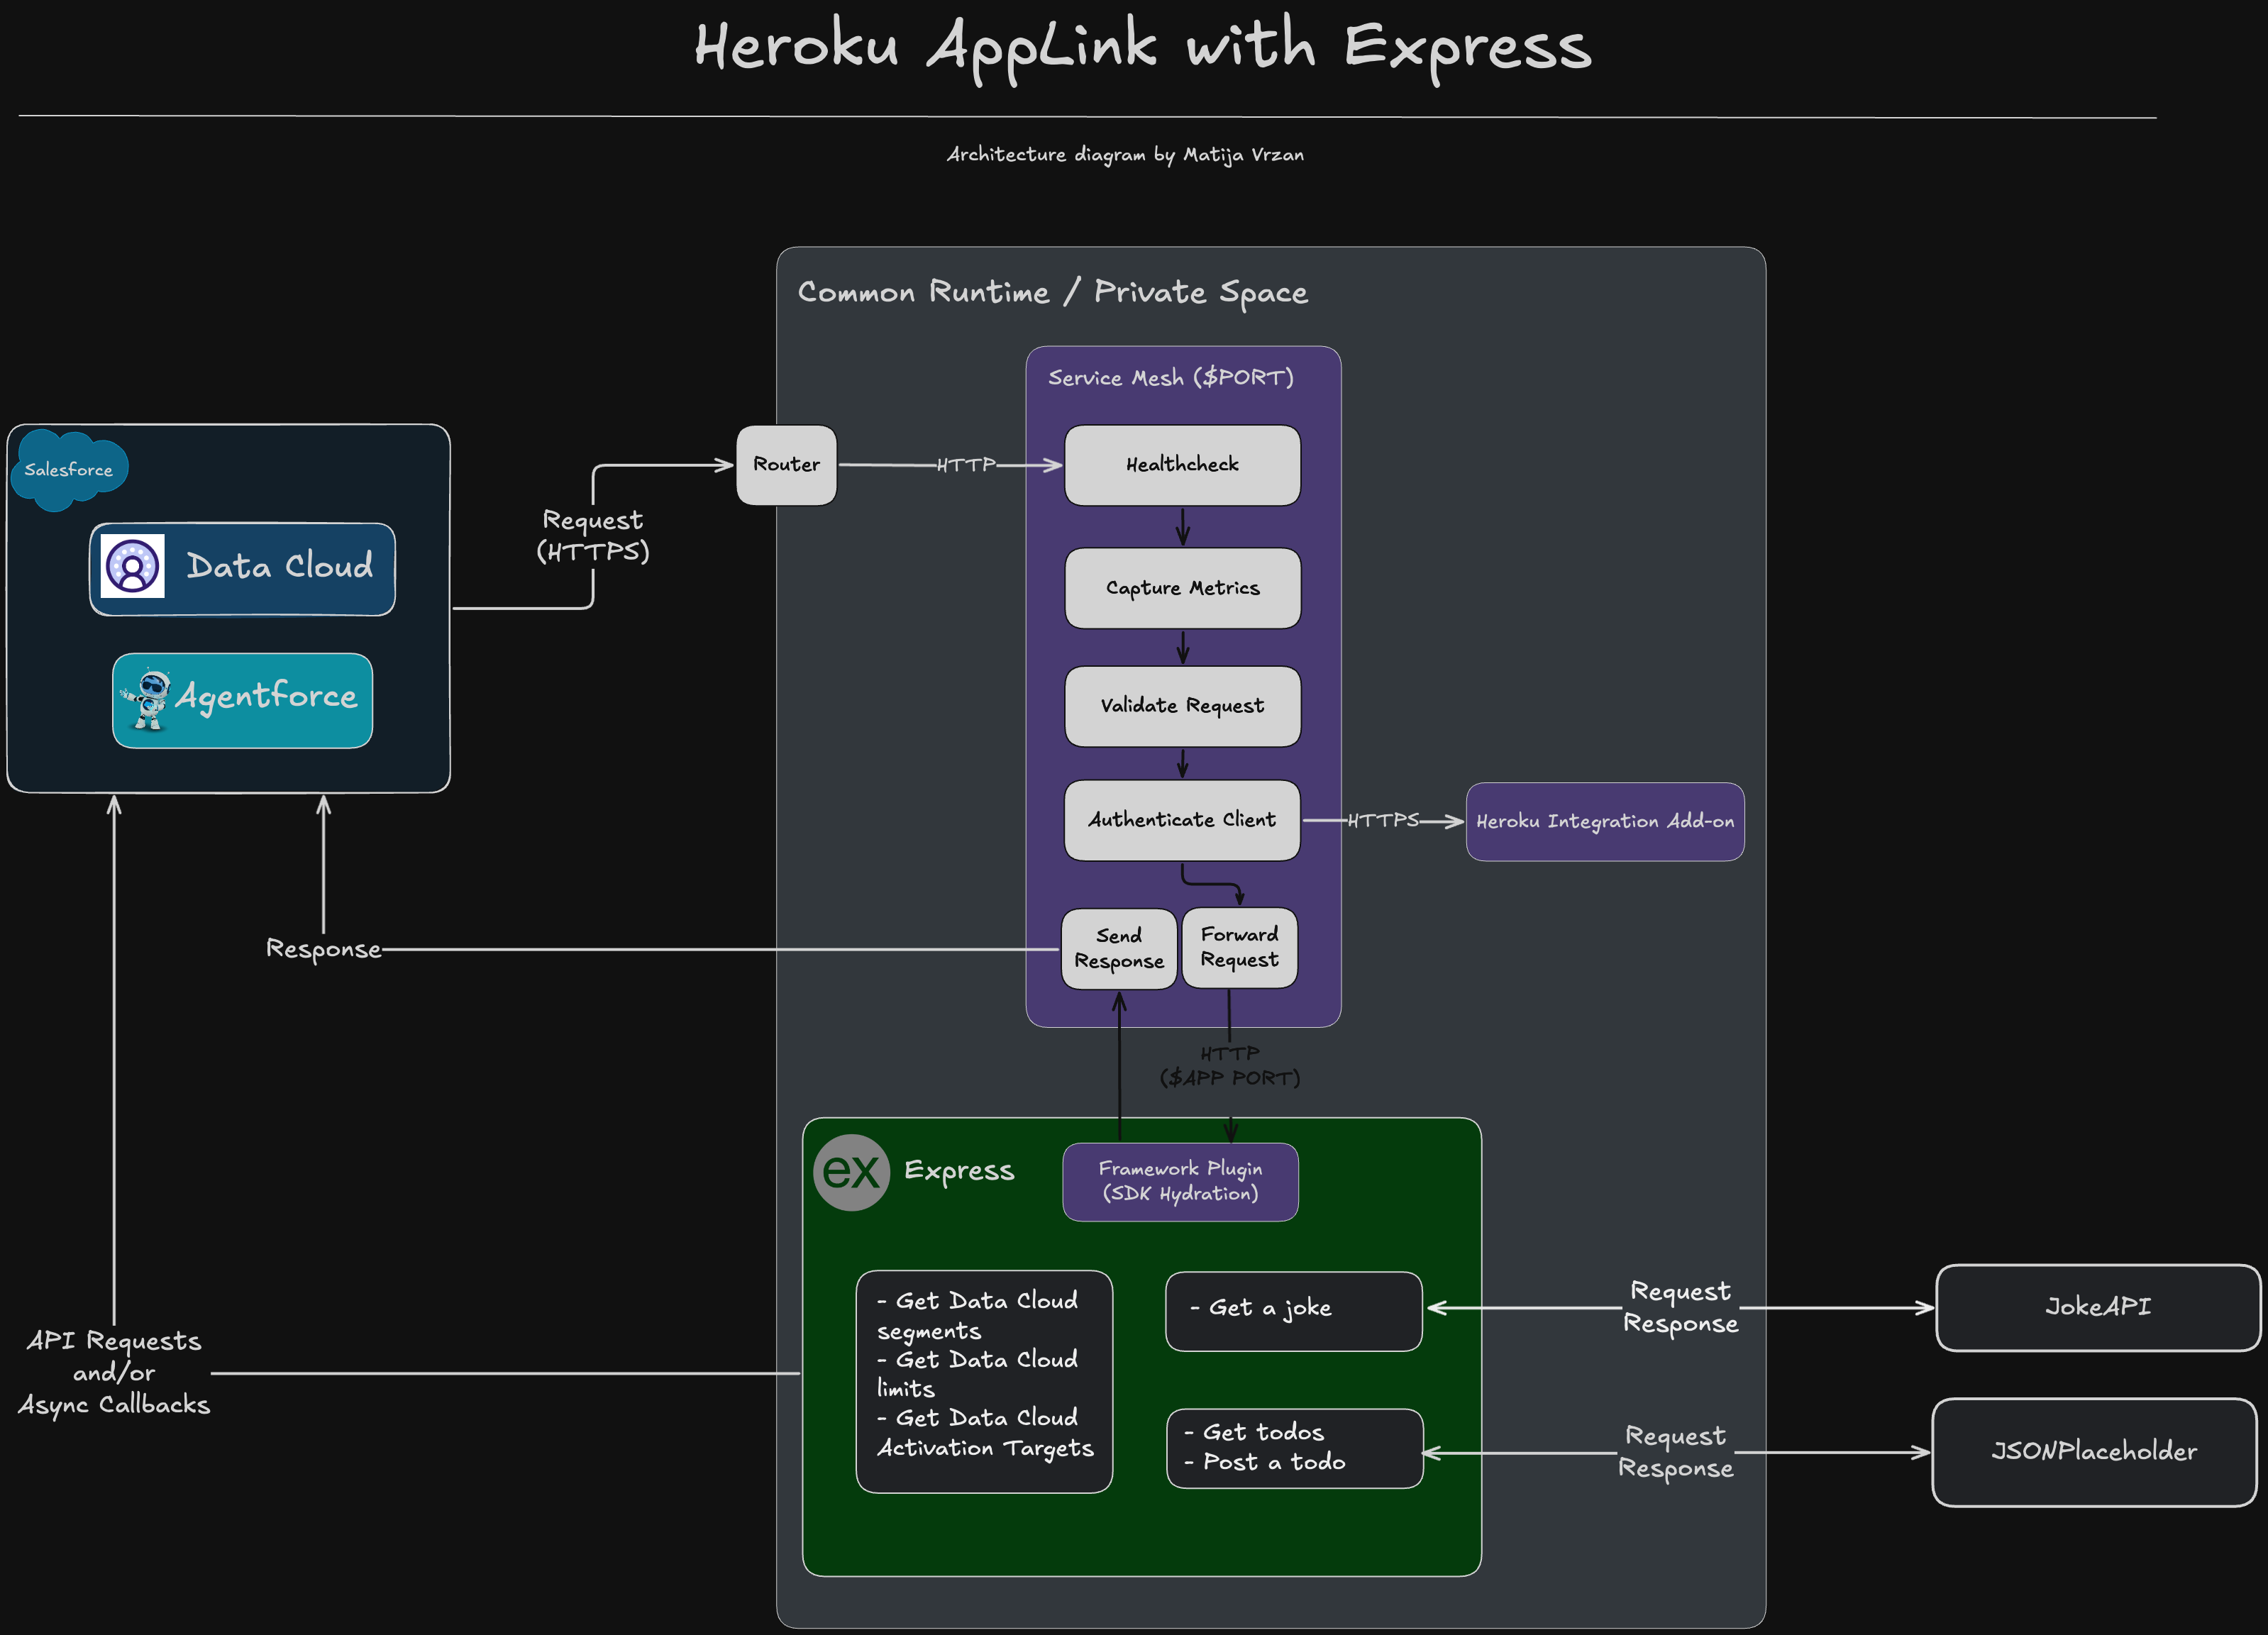 Heroku AppLink with Express
Architecture diagram by Matija Vrzan
Common Runtime / Private Space
Service Mesh ($PORT)
Salesforce
Data Cloud
Agentforce
Request
(HTTPS)
Router
HTTP
Healthcheck
Capture Metrics
Validate Request
Authenticate Client
HTTPS
Heroku Integration Add-on
Send
Response
Forward
Request
Response
HTTP
($APP PORT)
ex
Express
Framework Plugin
(SDK Hydration)
- Get Data Cloud
segments
- Get Data Cloud
limits
- Get Data Cloud
Activation Targets
- Get a joke
Request
Response
JokeAPI
- Get todos
- Post a todo
Request
Response
JSONPlaceholder
API Requests
and/or
Async Callbacks